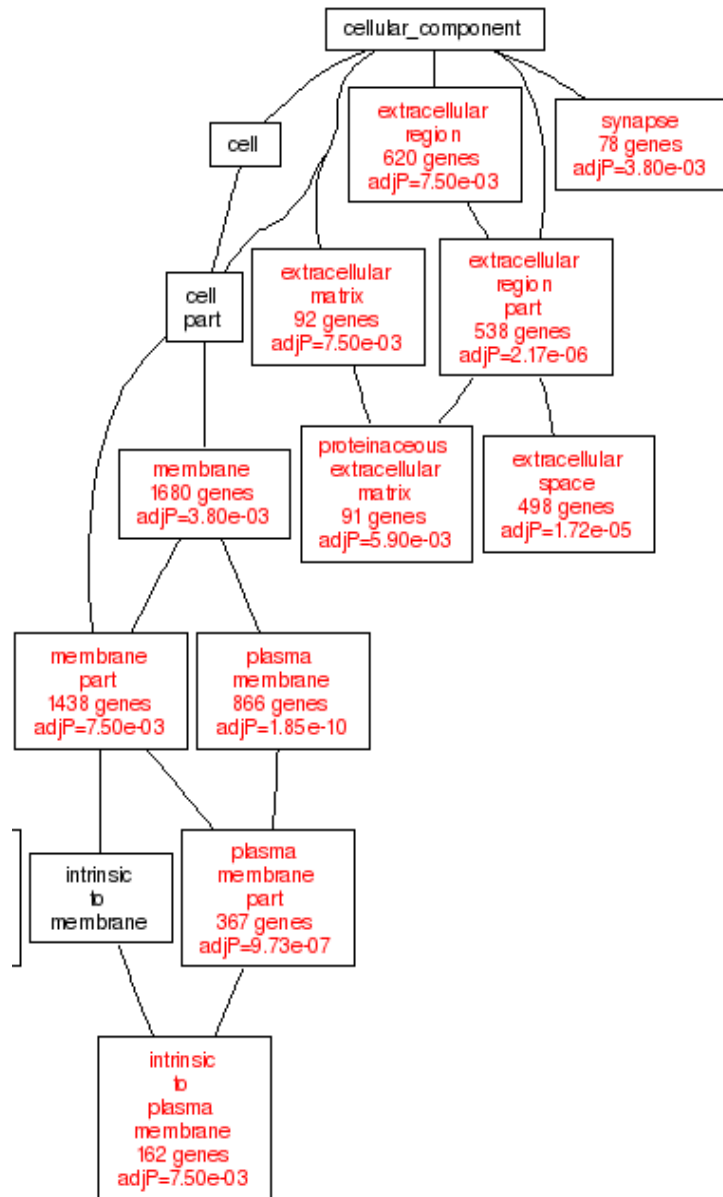 cellular_component
extracellular
region
620 genes
adjP=7.50e-03
synapse
78 genes
adjP=3.80e-03
cell
extracellular
matrix
92 genes
adjP=7.50e-03
extracellular
region
part
538 genes
adjP=2.17e-06
cell
part
proteinaceous
extracellular
matrix
91 genes
adjP=5.90e-03
extracellular
space
498 genes
adjP=1.72e-05
membrane
1680 genes
adjP=3.80e-03
membrane
part
1438 genes
adjP=7.50e-03
plasma
membrane
866 genes
adjP=1.85e-10
intrinsic
to
membrane
plasma
membrane
part
367 genes
adjP=9.73e-07
intrinsic
to
plasma
membrane
162 genes
adjP=7.50e-03